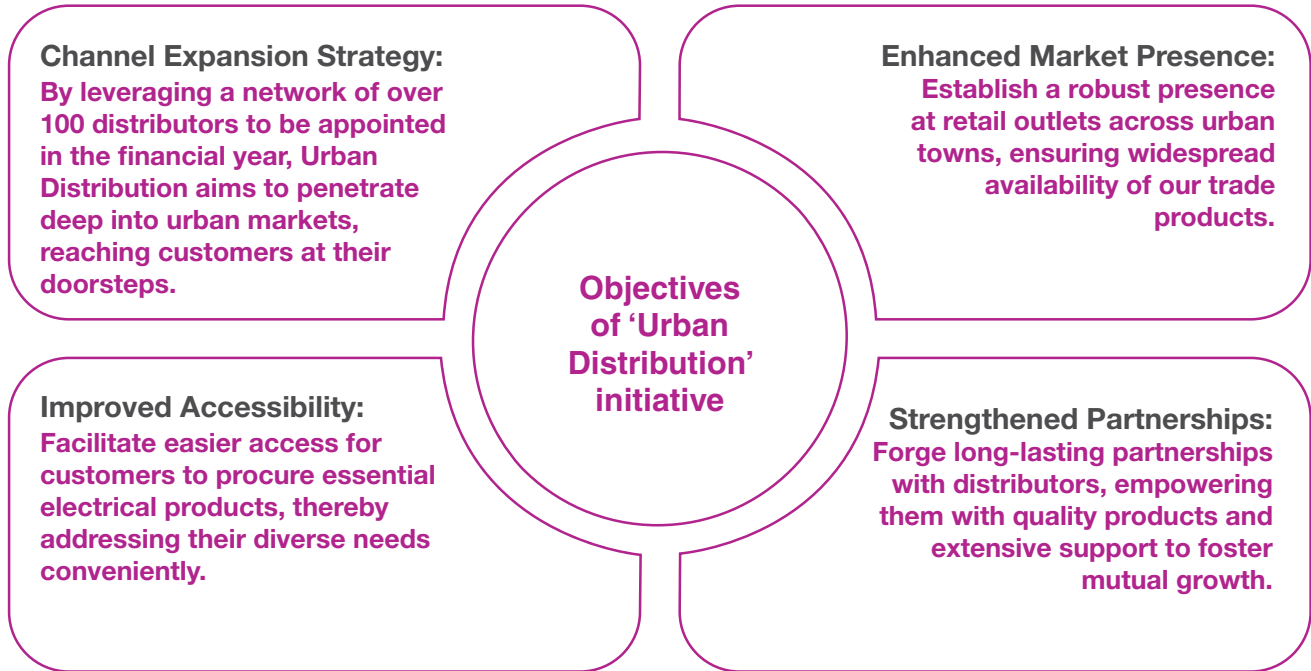 Channel Expansion Strategy:
By leveraging a network of over
100 distributors to be appointed
in the financial year, Urban
Distribution aims to penetrate
deep into urban markets,
reaching customers at their
doorsteps.
Enhanced Market Presence:
Establish a robust presence
at retail outlets across urban
towns, ensuring widespread
availability of our trade
products.
Objectives
of ‘Urban
Distribution’
initiative
Improved Accessibility:
Facilitate easier access for
customers to procure essential
electrical products, thereby
addressing their diverse needs
conveniently.
Strengthened Partnerships:
Forge long-lasting partnerships
with distributors, empowering
them with quality products and
extensive support to foster
mutual growth.